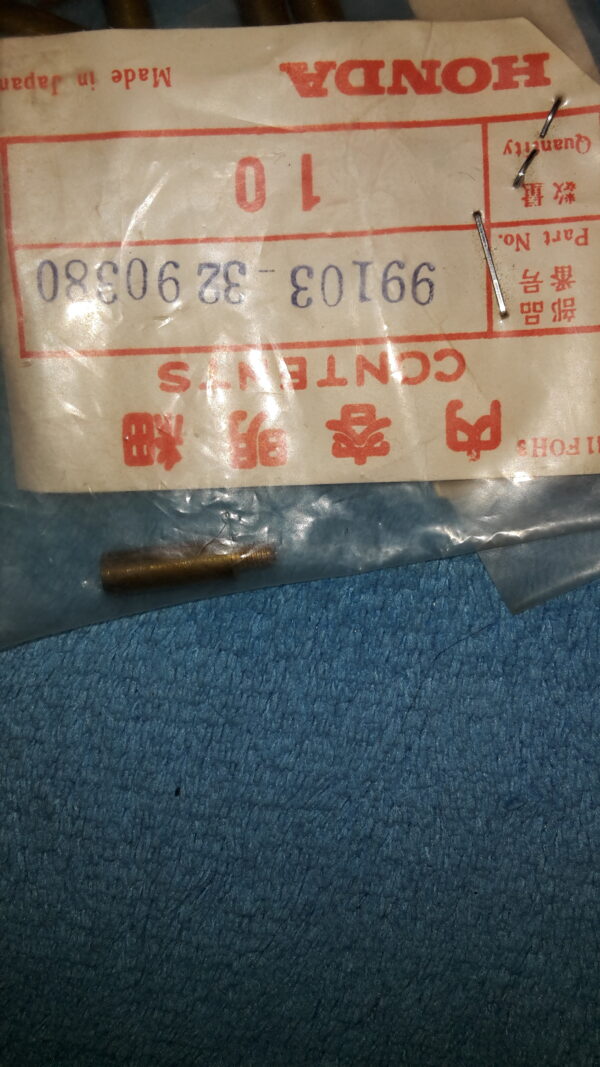 内容明細
CONTENTS
部品番号
Part No.
99103-3290380
数量
Quantity
10
HONDA
Made in Japan